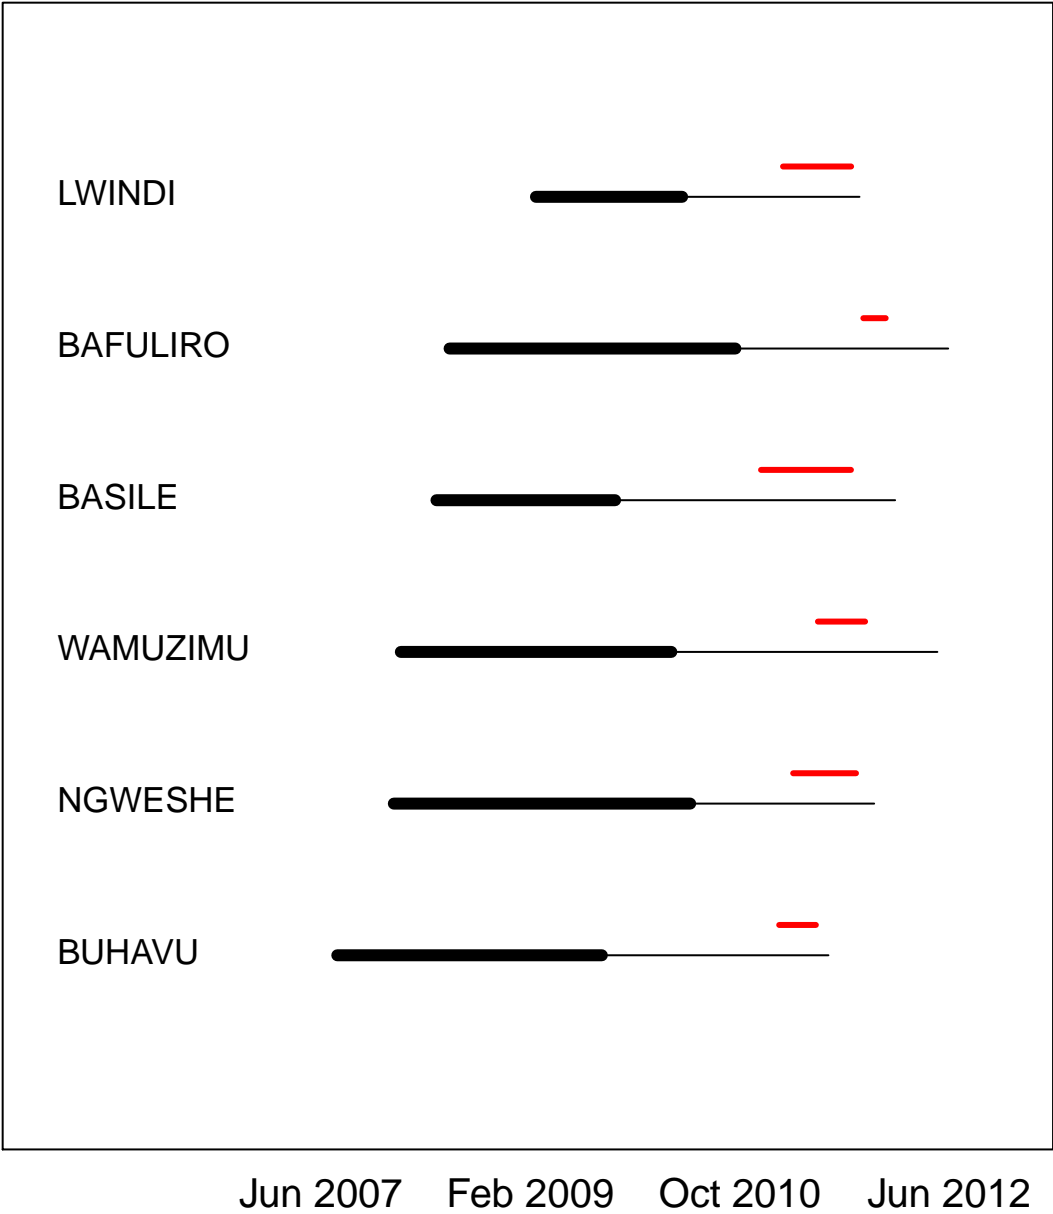 LWINDI
BAFULIRO
BASILE
WAMUZIMU
NGWESHE
BUHAVU
Jun 2007 Feb 2009 Oct 2010 Jun 2012